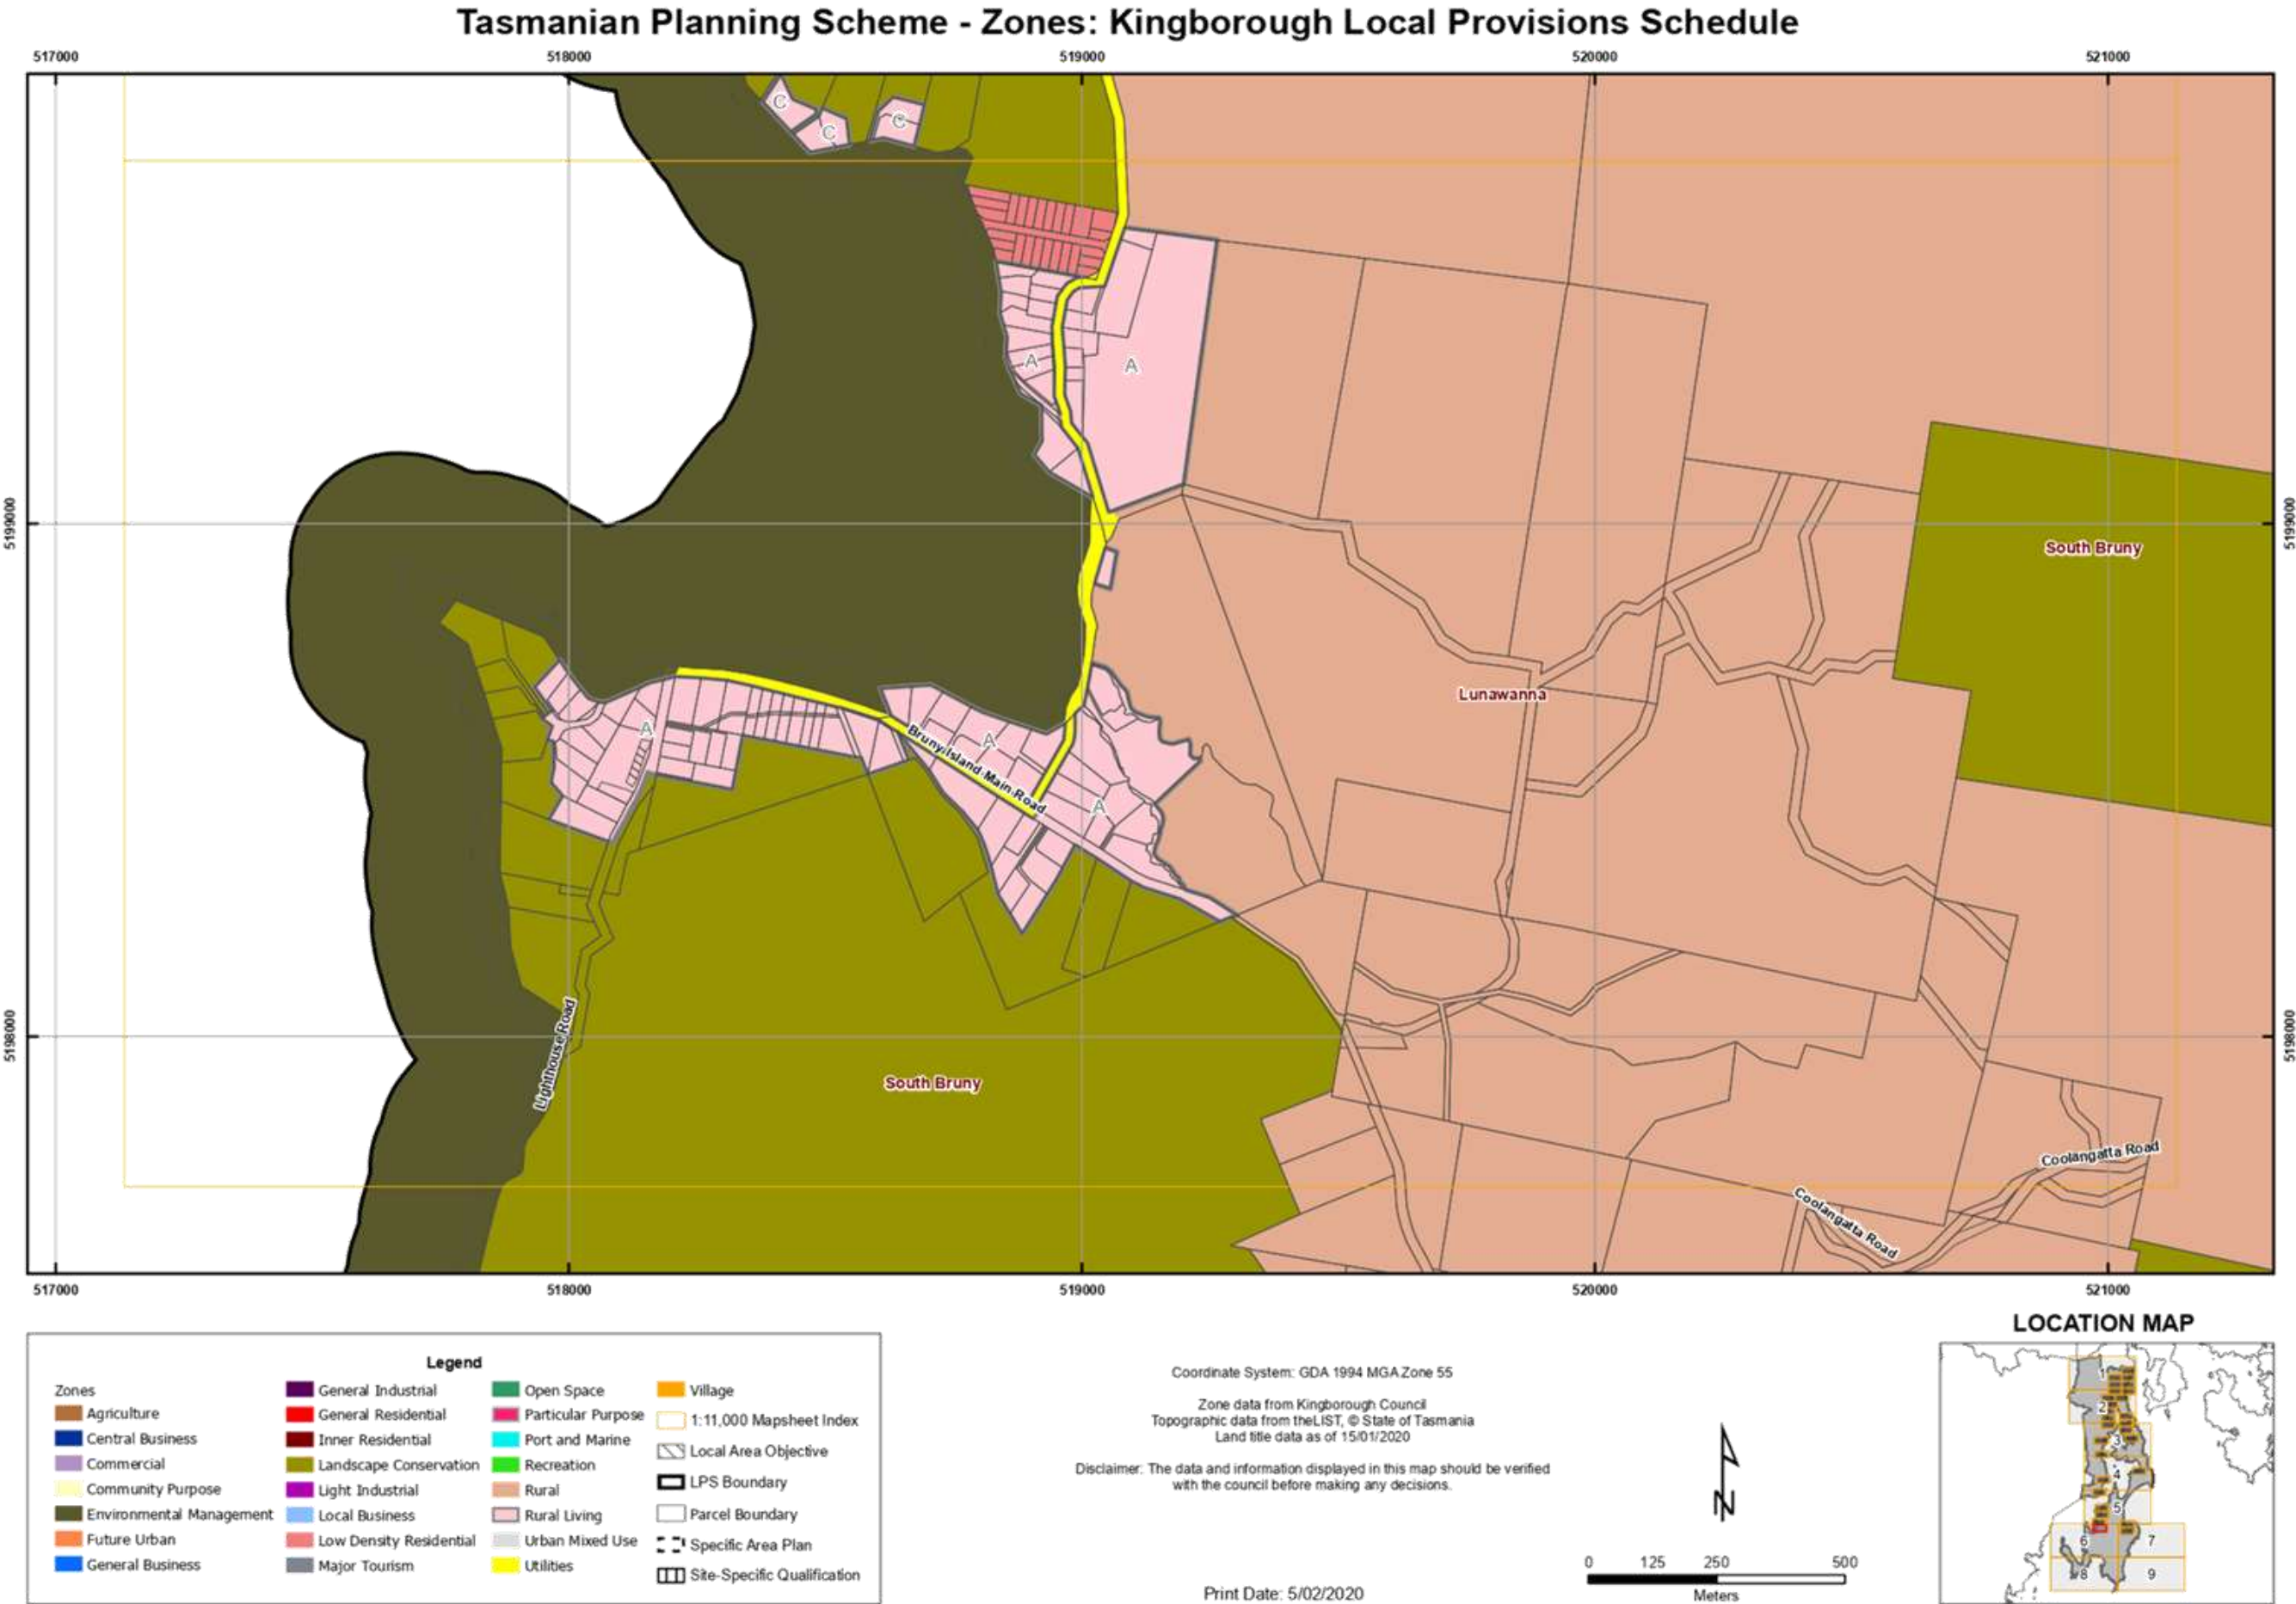 Tasmanian Planning Scheme - Zones: Kingborough Local Provisions Schedule
517000 518000 519000 520000 521000
C
C
C
A
A
5199000
5199000
South Bruny
Lunawanna
A
A
Bruny Island Main Road
A
5198000
5198000
Lighthouse Road
South Bruny
Coolangatta Road
Coolangatta Road
517000 518000 519000 520000 521000
Legend
Zones
Agriculture
Central Business
Commercial
Community Purpose
Environmental Management
Future Urban
General Business
General Industrial
General Residential
Inner Residential
Landscape Conservation
Light Industrial
Local Business
Low Density Residential
Major Tourism
Open Space
Particular Purpose
Port and Marine
Recreation
Rural
Rural Living
Urban Mixed Use
Utilities
Village
1:11,000 Mapsheet Index
Local Area Objective
LPS Boundary
Parcel Boundary
Specific Area Plan
Site-Specific Qualification
Coordinate System: GDA 1994 MGA Zone 55
Zone data from Kingborough Council
Topographic data from theLIST, © State of Tasmania
Land title data as of 15/01/2020
Disclaimer: The data and information displayed in this map should be verified
with the council before making any decisions.
Print Date: 5/02/2020
N
0 125 250 500
Meters
LOCATION MAP
1
2
3
4
5
6 7
8 9